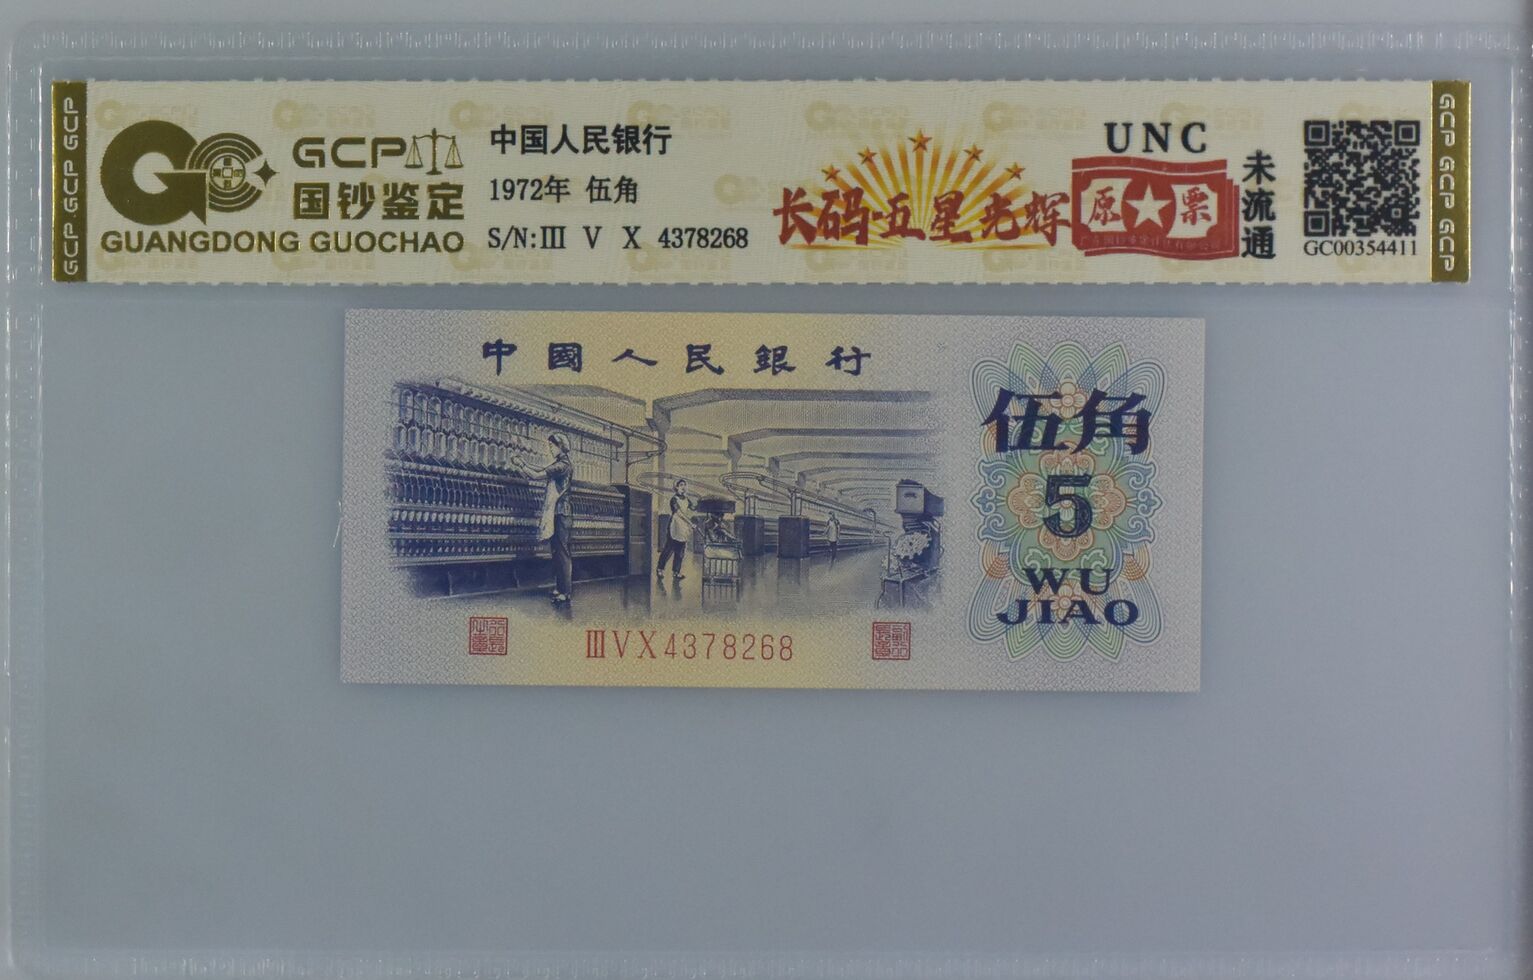 GCP.GCP GCP
GCP
国钞鉴定
GUANGDONG GUOCHAO
中国人民银行
1972年 伍角
S/N:Ⅲ Ⅴ Ⅹ 4378268
长码·五星光辉
UNC
原★票
未流通
GC00354411
GCP GCP GCP
中國人民銀行
伍角
5
WU
JIAO
ⅢⅤⅩ4378268